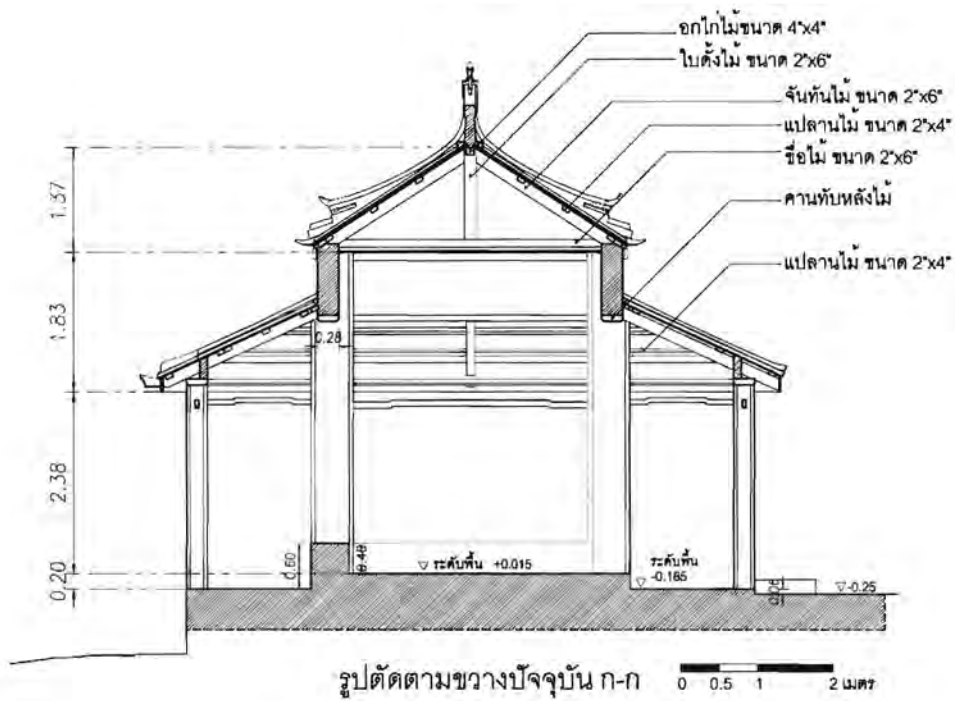 อกไก่ไม้ขนาด 4"x4"
ใบดั้งไม้ ขนาด 2"x6"
จันทันไม้ ขนาด 2"x6"
แปลานไม้ ขนาด 2"x4"
ขื่อไม้ ขนาด 2"x6"
คานทับหลังไม้
แปลานไม้ ขนาด 2"x4"
1.37
1.83
0.28
2.38
0.20
0.60
0.48
ระดับพื้น +0.015
ระดับพื้น
-0.185
0.06
-0.25
รูปตัดตามขวางปัจจุบัน ก-ก
0 0.5 1 2 เมตร